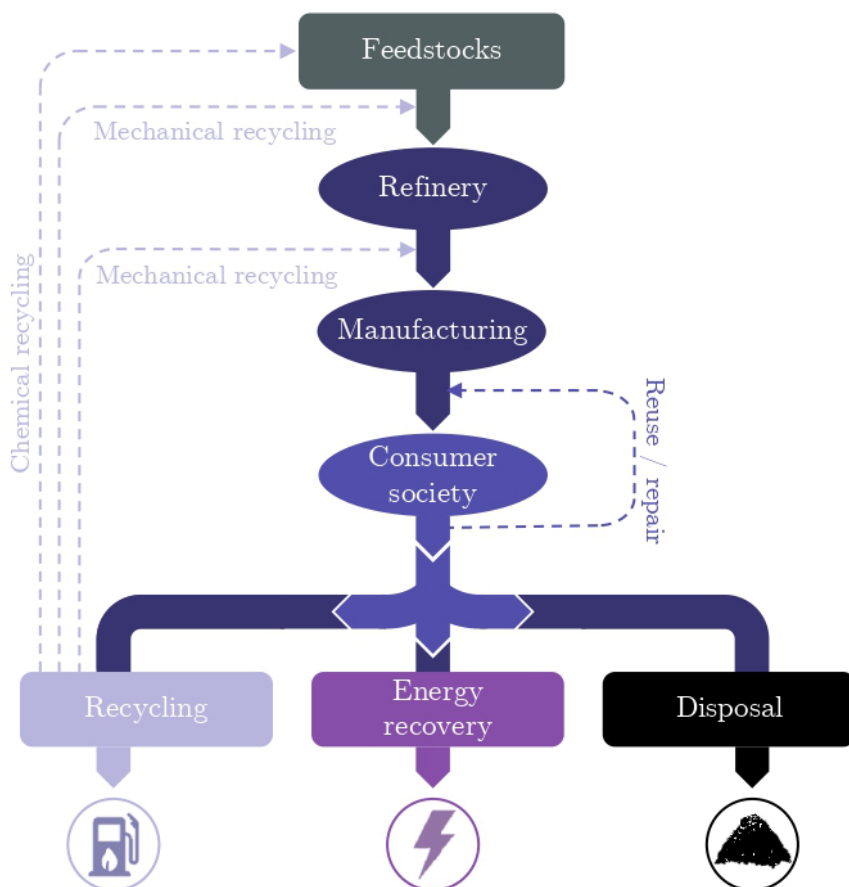 Feedstocks
Mechanical recycling
Refinery
Mechanical recycling
Chemical recycling
Manufacturing
Reuse / repair
Consumer
society
Recycling
Energy
recovery
Disposal